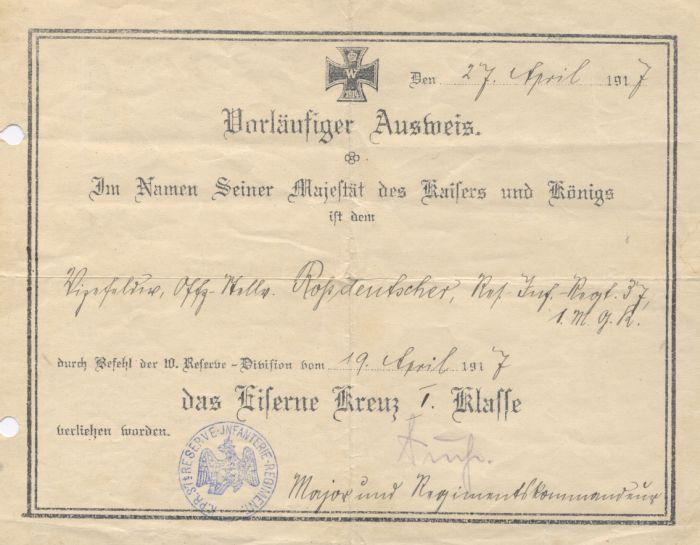 W
1914
Den 27. April 1917
Vorläufiger Ausweis.
Im Namen Seiner Majestät des Kaisers und Königs
ist dem
Vizefeldw. Offz. Stellv. Roßdeutscher, Res. Inf. Regt. 37,
1. M. G. K.
durch Befehl der 10. Reserve-Division vom 19. April 1917
das Eiserne Kreuz I. Klasse
verliehen worden.
RESERVE-INFANTERIE-REGIMENT
Major und Regimentskommandeur